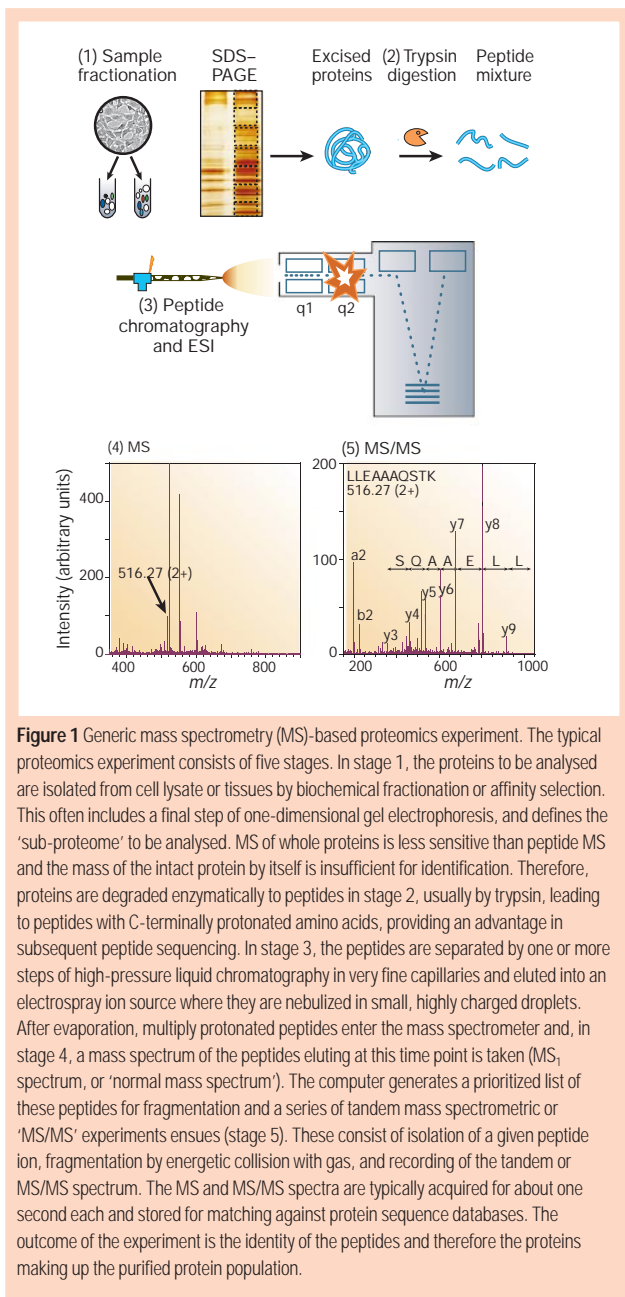 (1) Sample
fractionation
SDS–
PAGE
Excised
proteins
(2) Trypsin
digestion
Peptide
mixture
(3) Peptide
chromatography
and ESI
q1
q2
(4) MS
Intensity (arbitrary units)
400
200
0
516.27 (2+)
400
600
800
m/z
(5) MS/MS
200
100
0
LLEAAAQSTK
516.27 (2+)
y7
y8
S Q A A E L L
a2
b2
y3
y4
y5
y6
y9
200
600
1000
m/z
Figure 1 Generic mass spectrometry (MS)-based proteomics experiment. The typical
proteomics experiment consists of five stages. In stage 1, the proteins to be analysed
are isolated from cell lysate or tissues by biochemical fractionation or affinity selection.
This often includes a final step of one-dimensional gel electrophoresis, and defines the
‘sub-proteome’ to be analysed. MS of whole proteins is less sensitive than peptide MS
and the mass of the intact protein by itself is insufficient for identification. Therefore,
proteins are degraded enzymatically to peptides in stage 2, usually by trypsin, leading
to peptides with C-terminally protonated amino acids, providing an advantage in
subsequent peptide sequencing. In stage 3, the peptides are separated by one or more
steps of high-pressure liquid chromatography in very fine capillaries and eluted into an
electrospray ion source where they are nebulized in small, highly charged droplets.
After evaporation, multiply protonated peptides enter the mass spectrometer and, in
stage 4, a mass spectrum of the peptides eluting at this time point is taken (MS₁
spectrum, or ‘normal mass spectrum’). The computer generates a prioritized list of
these peptides for fragmentation and a series of tandem mass spectrometric or
‘MS/MS’ experiments ensues (stage 5). These consist of isolation of a given peptide
ion, fragmentation by energetic collision with gas, and recording of the tandem or
MS/MS spectrum. The MS and MS/MS spectra are typically acquired for about one
second each and stored for matching against protein sequence databases. The
outcome of the experiment is the identity of the peptides and therefore the proteins
making up the purified protein population.